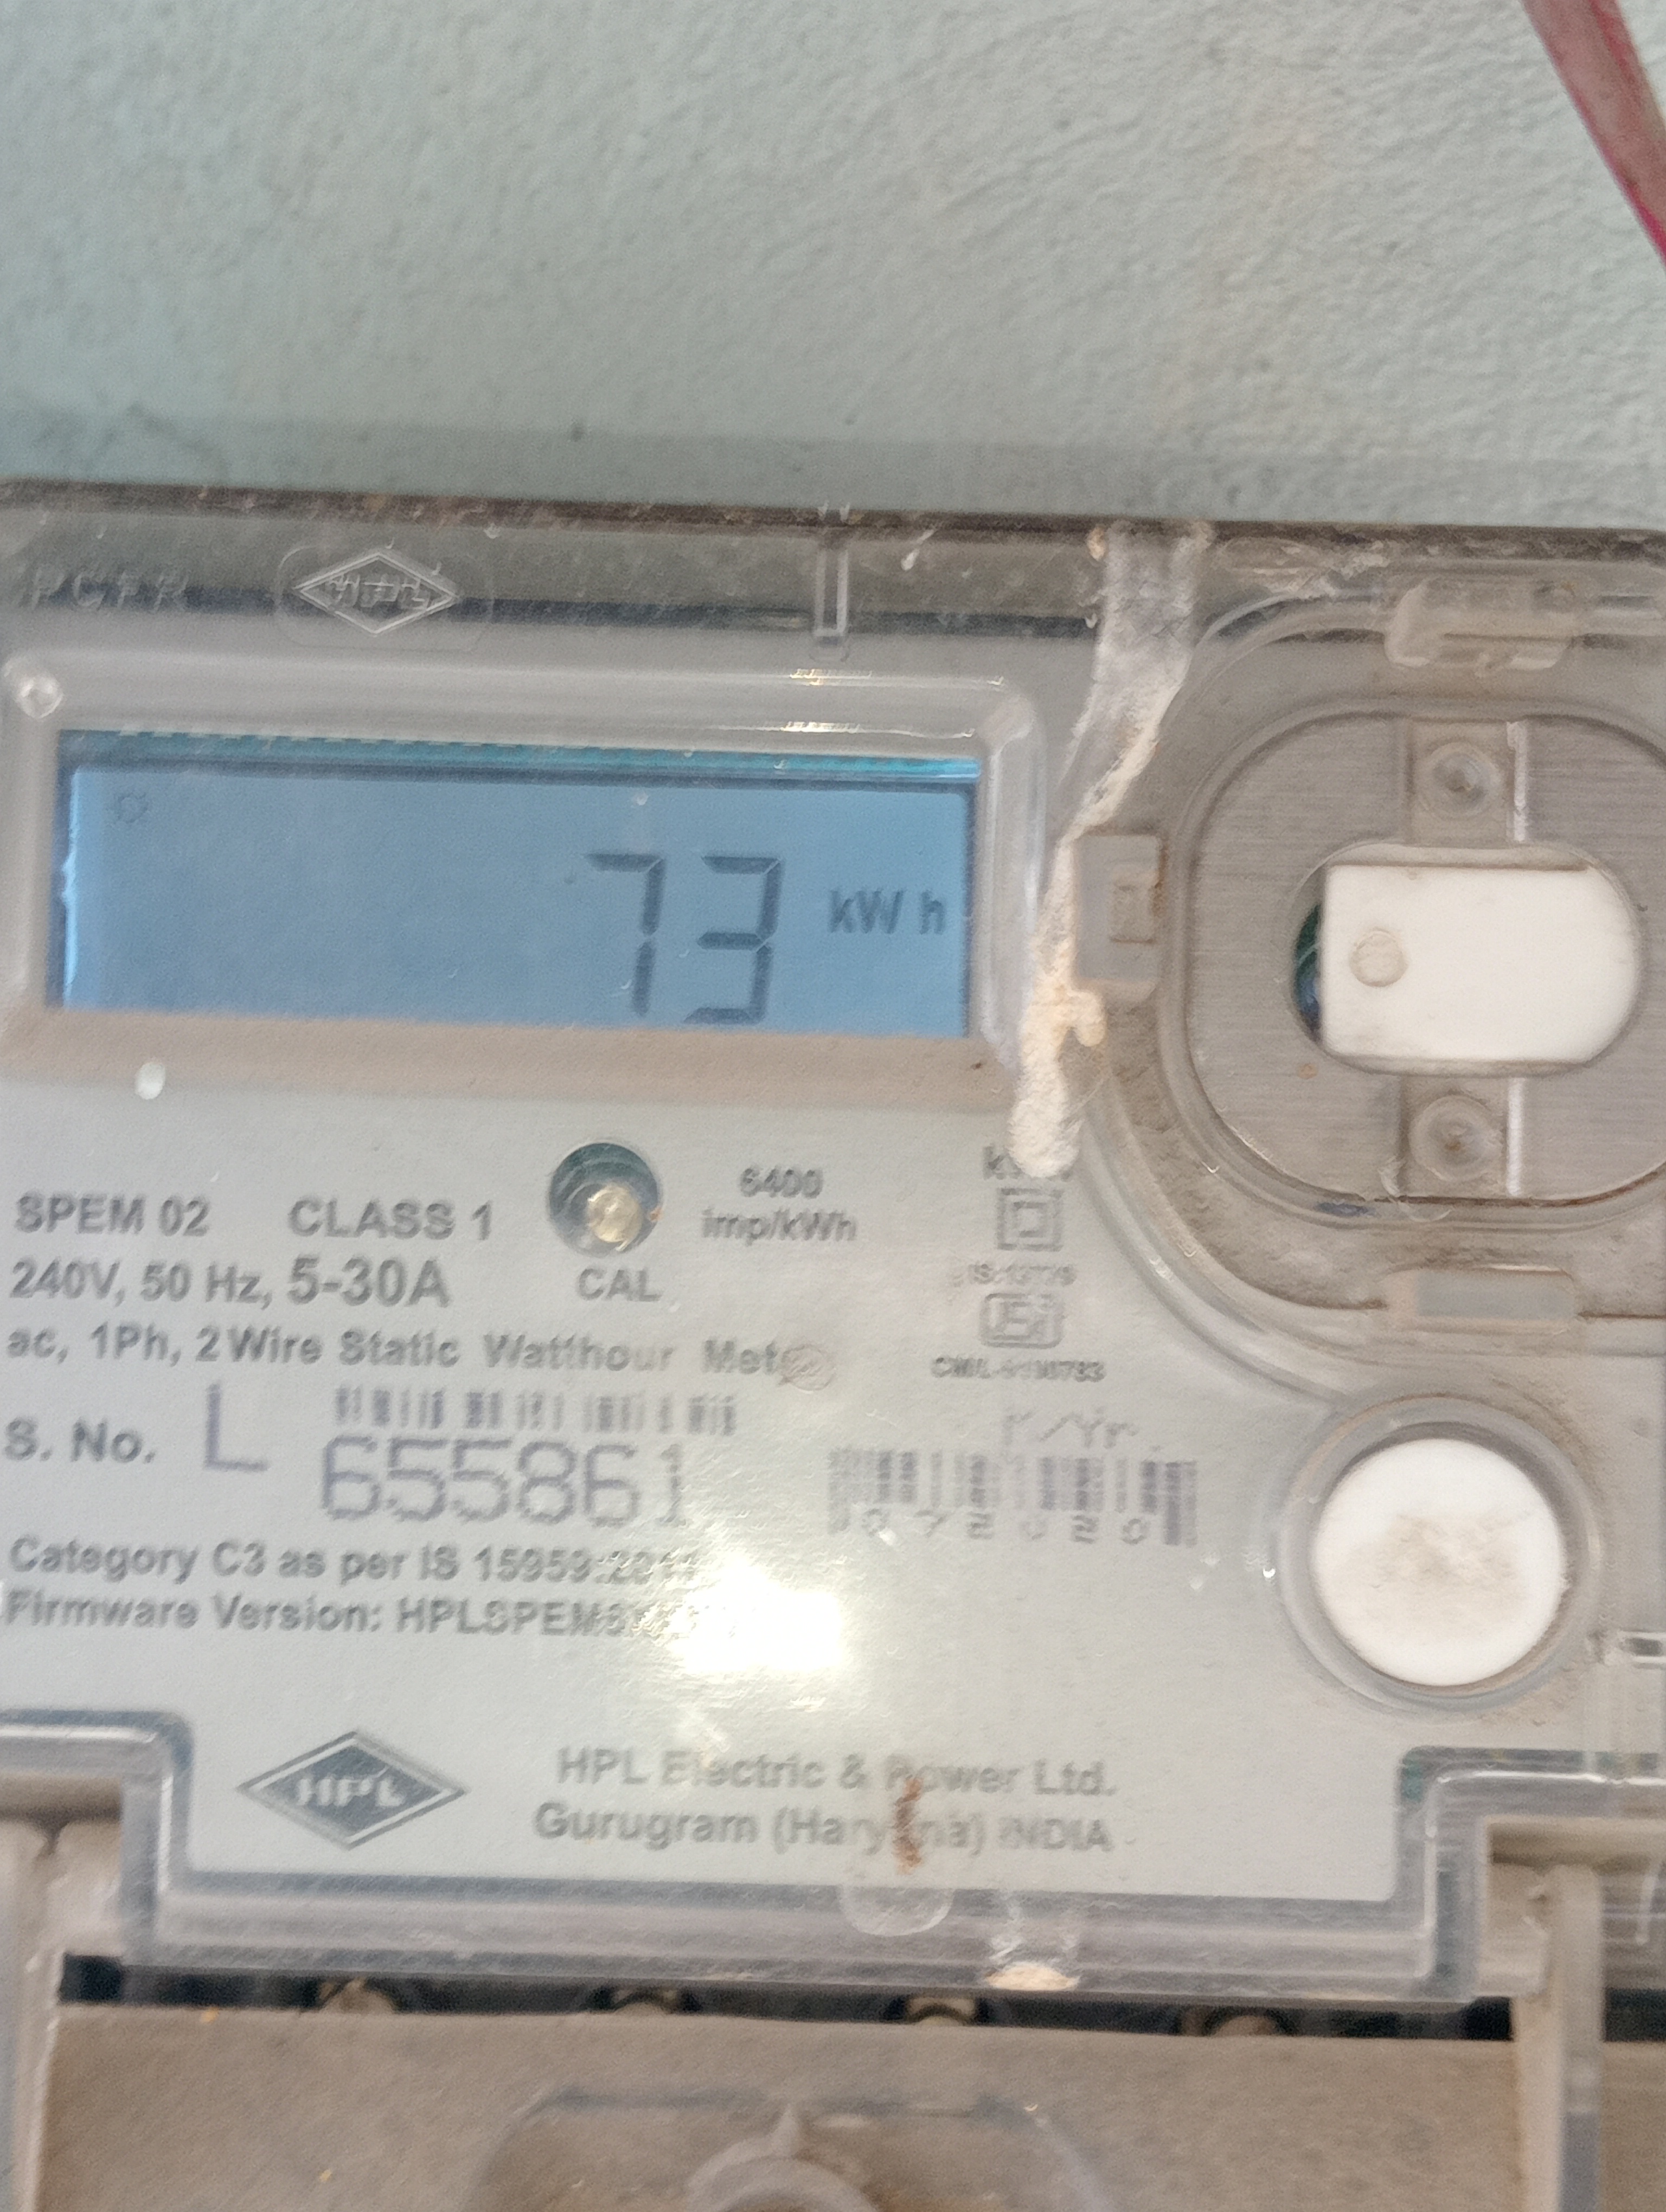 HPL
73 kWh
SPEM 02 CLASS 1
240V, 50 Hz, 5-30A
CAL
6400
imp/kWh
ac, 1Ph, 2 Wire Static Watthour
S. No. L 655861
Category C3 as per IS 15959:
Firmware Version:
HPL
HPL Electric & Power Ltd.
Gurugram (Haryana) INDIA